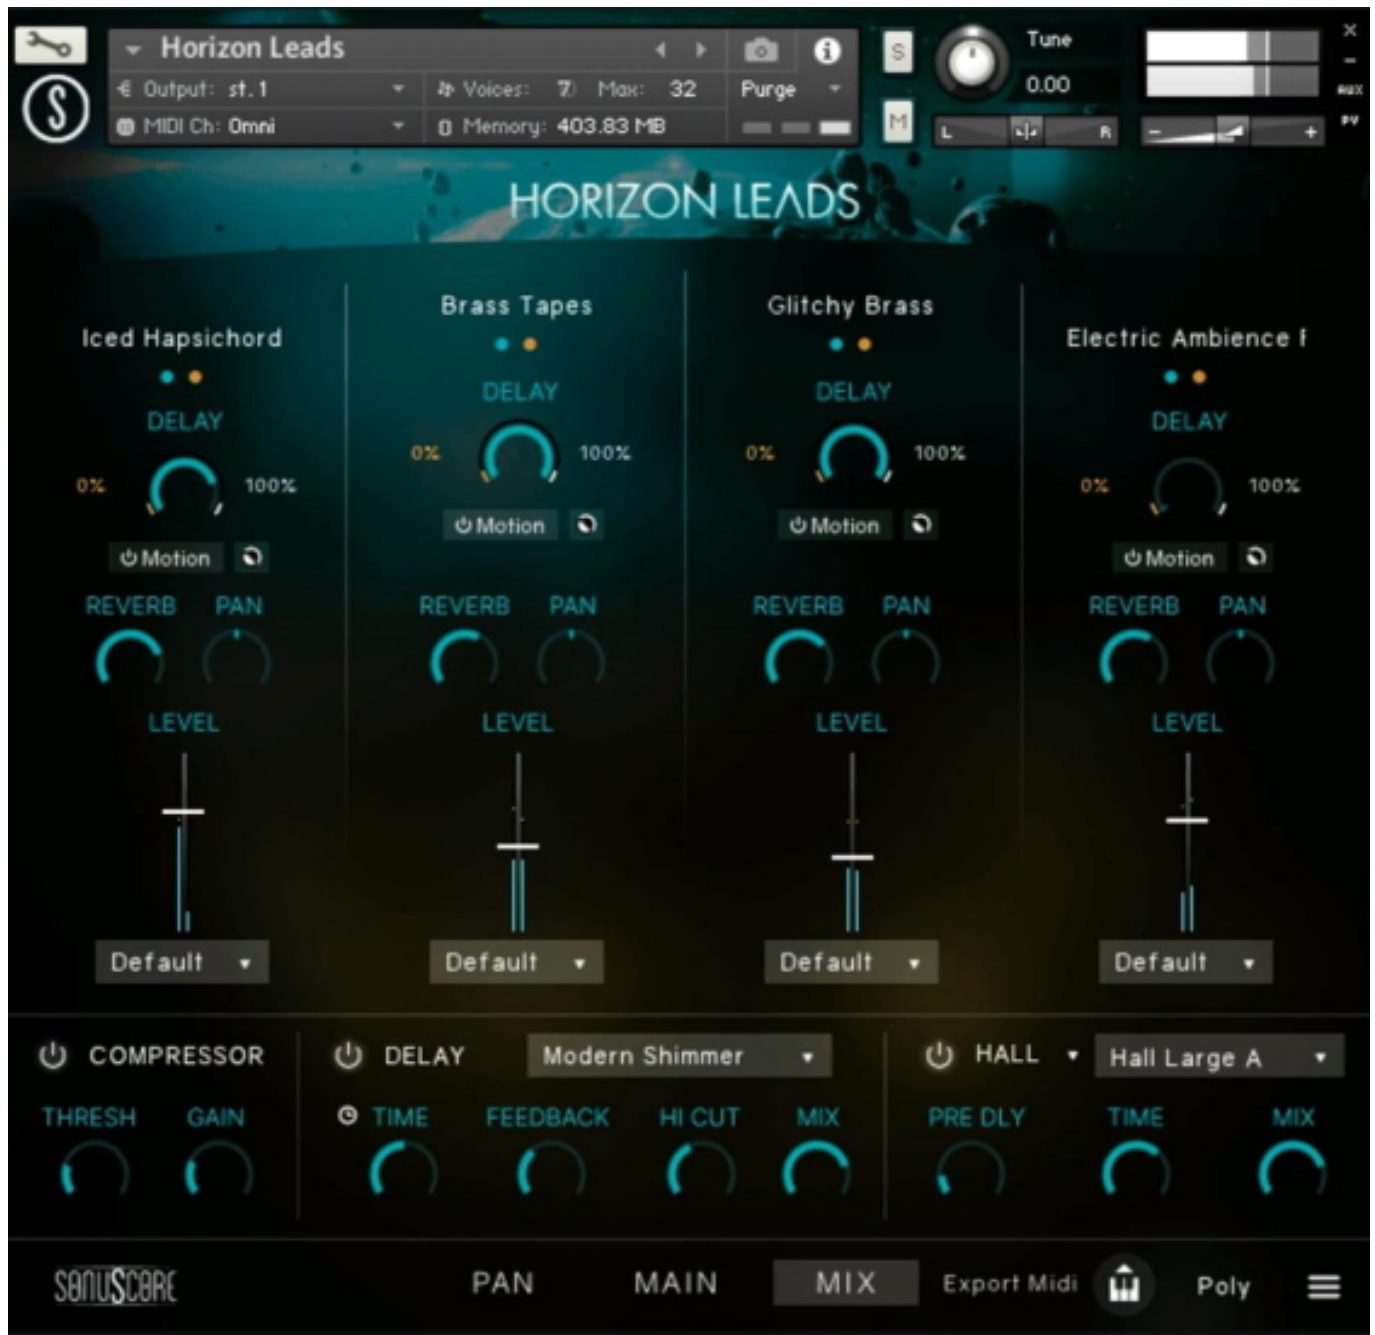 Horizon Leads
Output: st. 1
Voices: 7 Max: 32
Purge
MIDI Ch: Omni
Memory: 403.83 MB
S
M
Tune
0.00
L R
- +
×
-
AUX
PV
HORIZON LEADS
Iced Hapsichord
DELAY
0% 100%
Motion
REVERB PAN
LEVEL
Default
Brass Tapes
DELAY
0% 100%
Motion
REVERB PAN
LEVEL
Default
Glitchy Brass
DELAY
0% 100%
Motion
REVERB PAN
LEVEL
Default
Electric Ambience
DELAY
0% 100%
Motion
REVERB PAN
LEVEL
Default
COMPRESSOR
THRESH GAIN
DELAY Modern Shimmer
TIME FEEDBACK HI CUT MIX
HALL Hall Large A
PRE DLY TIME MIX
SONUSCORE PAN MAIN MIX Export Midi Poly